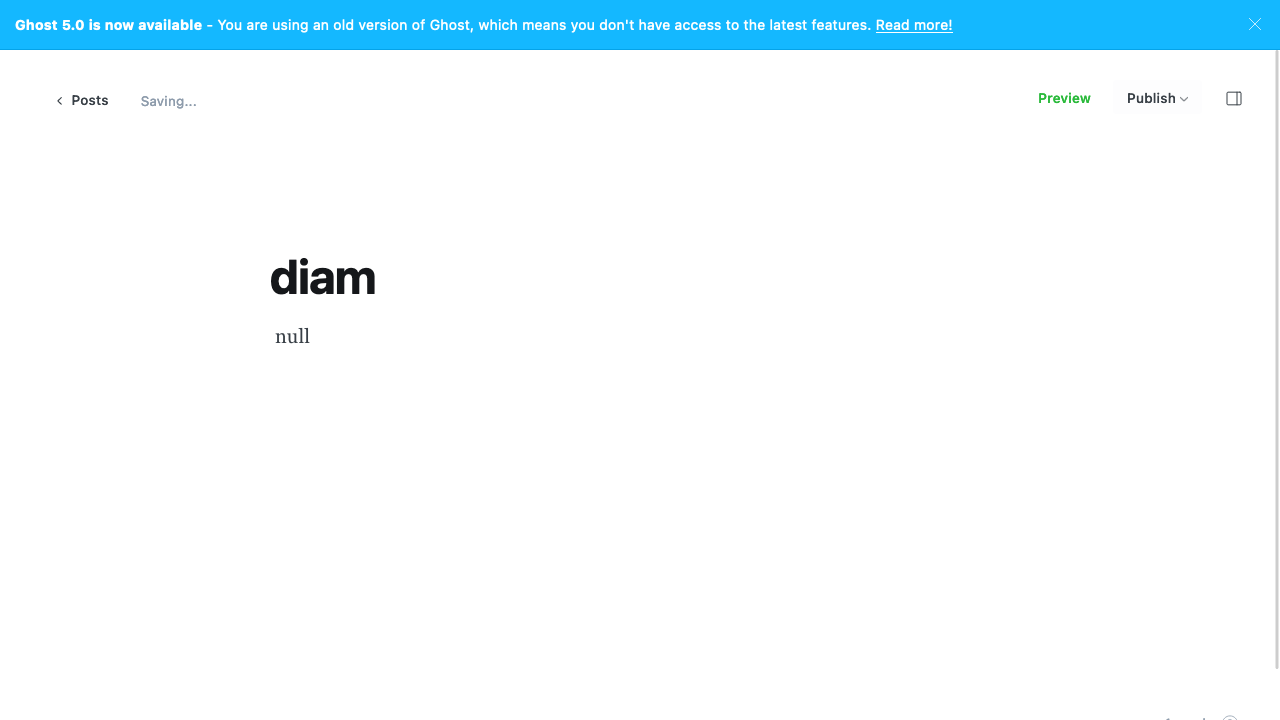 Ghost 5.0 is now available - You are using an old version of Ghost, which means you don't have access to the latest features. Read more!
Posts
Saving...
Preview
Publish
diam
null